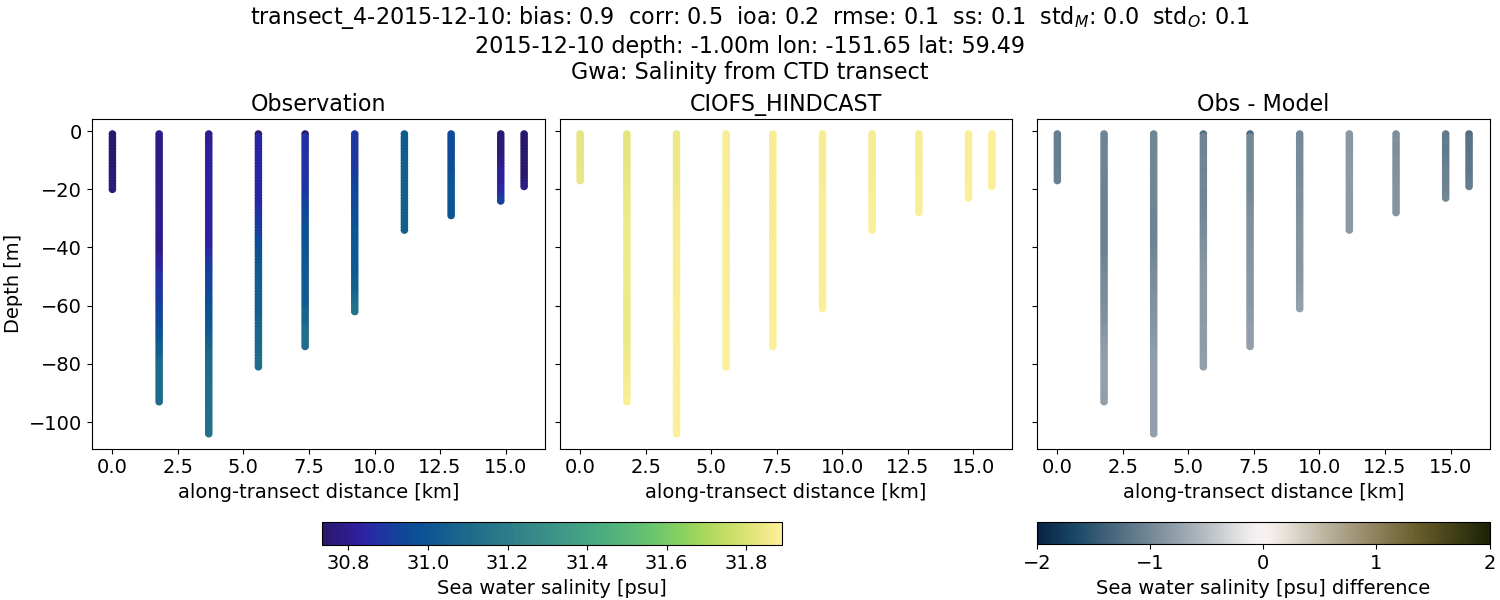 transect_4-2015-12-10: bias: 0.9 corr: 0.5 ioa: 0.2 rmse: 0.1 ss: 0.1 std_M: 0.0 std_O: 0.1
2015-12-10 depth: -1.00m lon: -151.65 lat: 59.49
Gwa: Salinity from CTD transect
Observation
CIOFS_HINDCAST
Obs - Model
Depth [m]
0
−20
−40
−60
−80
−100
0.0 2.5 5.0 7.5 10.0 12.5 15.0
0.0 2.5 5.0 7.5 10.0 12.5 15.0
0.0 2.5 5.0 7.5 10.0 12.5 15.0
along-transect distance [km]
along-transect distance [km]
along-transect distance [km]
30.8 31.0 31.2 31.4 31.6 31.8
Sea water salinity [psu]
−2 −1 0 1 2
Sea water salinity [psu] difference